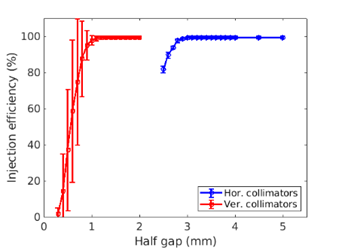 100
80
60
40
20
0
Injection efficiency (%)
Hor. collimators
Ver. collimators
0 1 2 3 4 5
Half gap (mm)